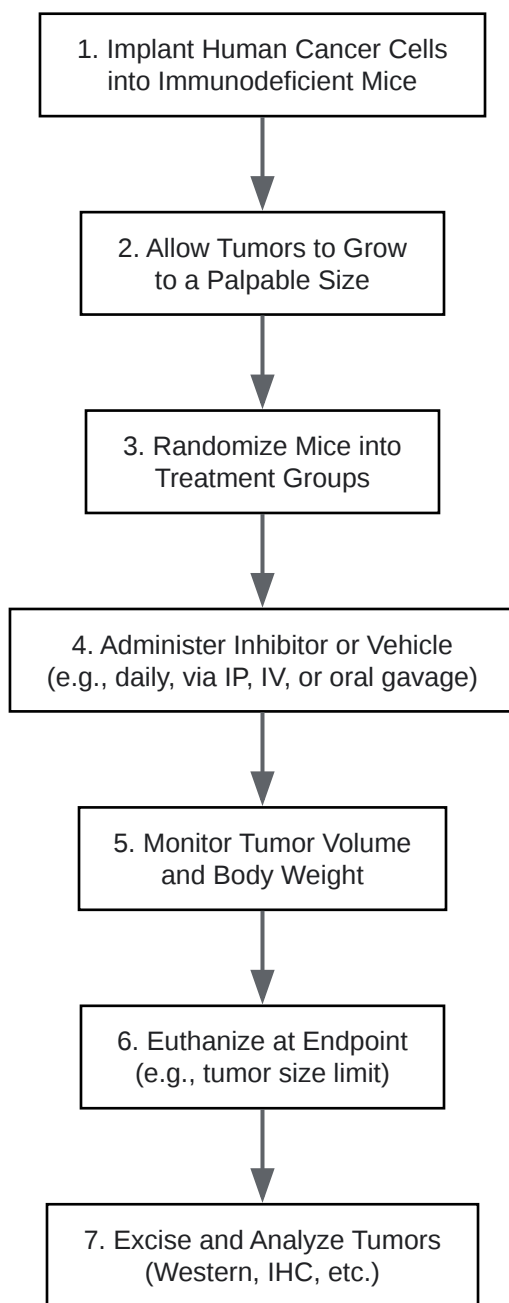 1. Implant Human Cancer Cells
into Immunodeficient Mice
2. Allow Tumors to Grow
to a Palpable Size
3. Randomize Mice into
Treatment Groups
4. Administer Inhibitor or Vehicle
(e.g., daily, via IP, IV, or oral gavage)
5. Monitor Tumor Volume
and Body Weight
6. Euthanize at Endpoint
(e.g., tumor size limit)
7. Excise and Analyze Tumors
(Western, IHC, etc.)